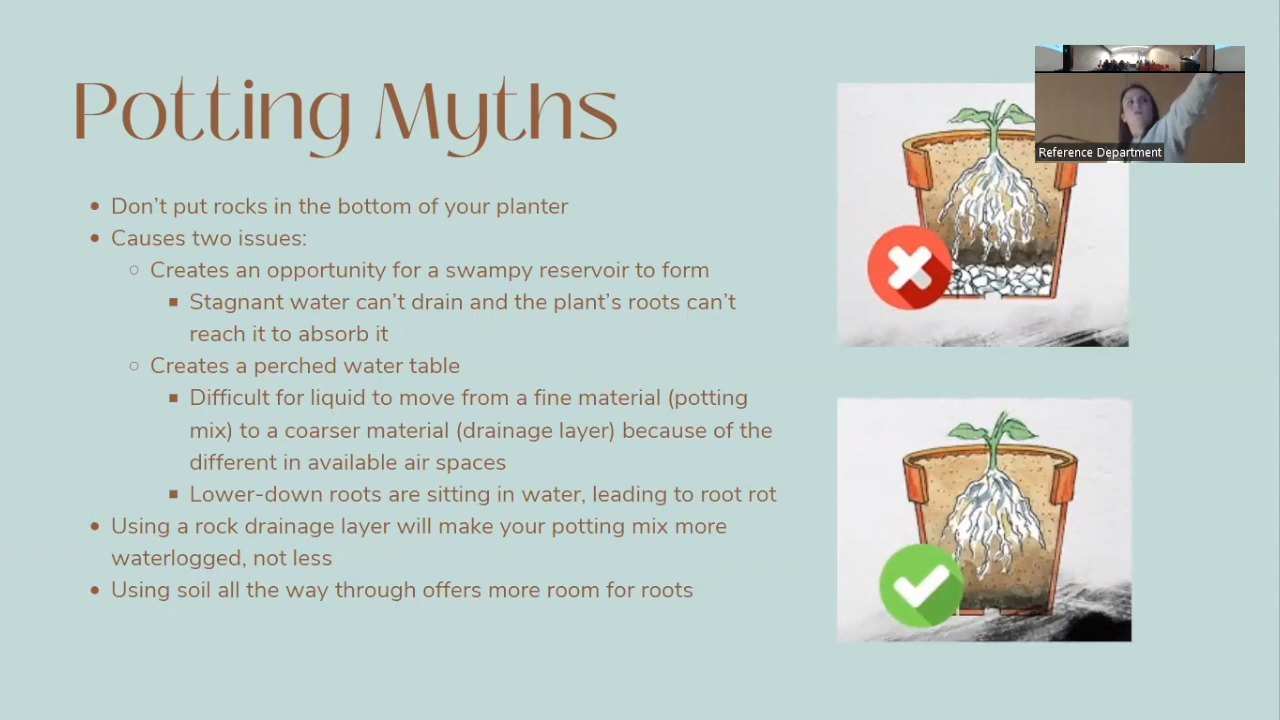 Potting Myths
Reference Department
• Don’t put rocks in the bottom of your planter
• Causes two issues:
○ Creates an opportunity for a swampy reservoir to form
■ Stagnant water can’t drain and the plant’s roots can’t
reach it to absorb it
○ Creates a perched water table
■ Difficult for liquid to move from a fine material (potting
mix) to a coarser material (drainage layer) because of the
different in available air spaces
■ Lower-down roots are sitting in water, leading to root rot
• Using a rock drainage layer will make your potting mix more
waterlogged, not less
• Using soil all the way through offers more room for roots